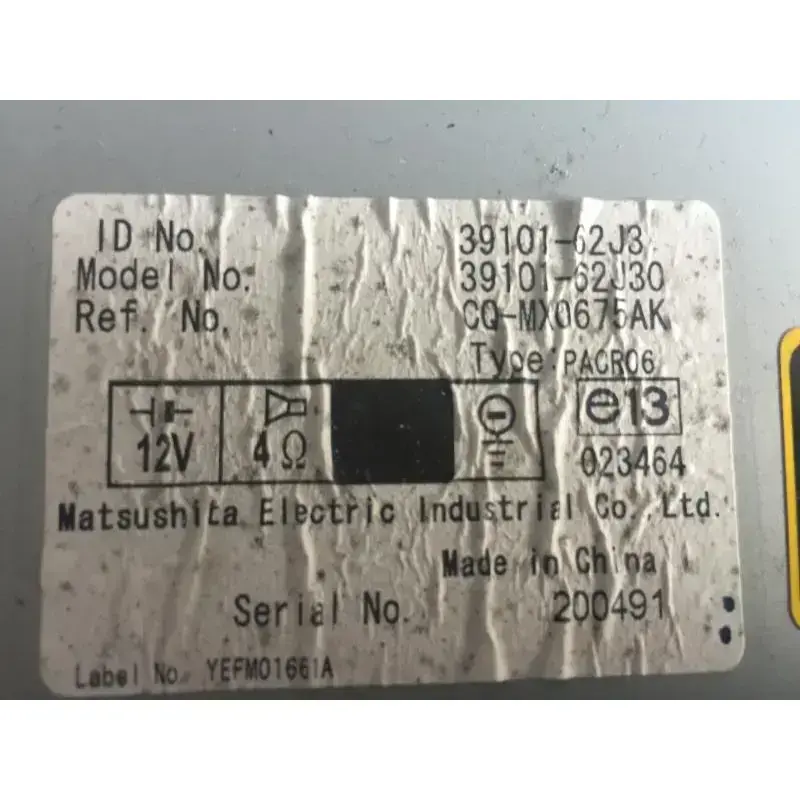 ID No. 39101-62J3
Model No. 39101-62J30
Ref. No. CQ-MX0675AK
Type:PACR06
12V 4Ω e13
023464
Matsushita Electric Industrial Co.,Ltd.
Made in China
Serial No. 200491
Label No. YEFM01661A